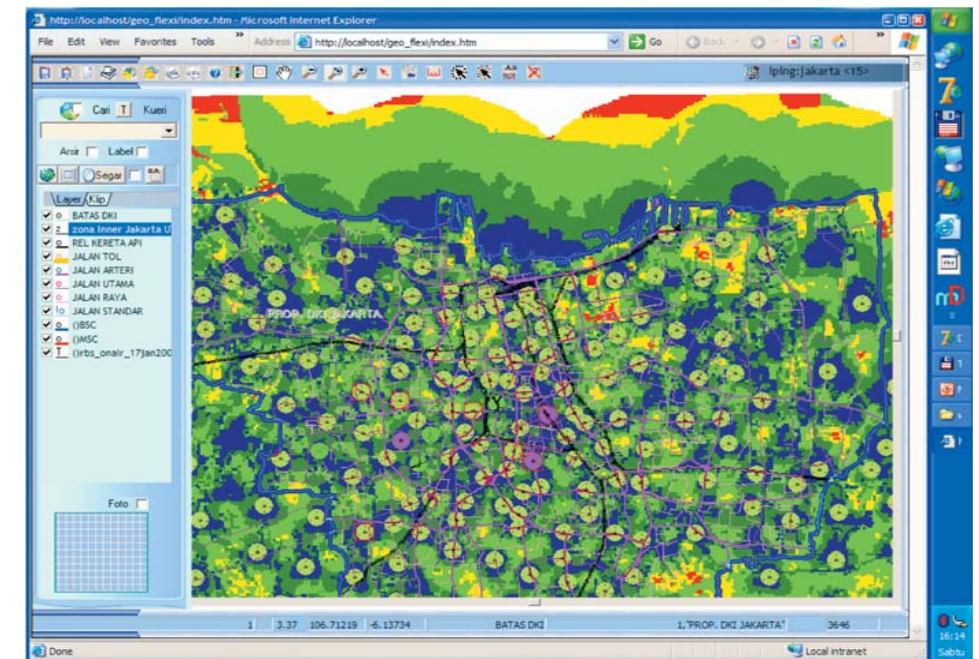 http://localhost/geo_flexi/index.htm - Microsoft Internet Explorer
File Edit View Favorites Tools » Address http://localhost/geo_flexi/index.htm Go Back »
iping:jakarta <15>
Cari T Kueri
Arsir Label
Segar
Layer Klip
o BATAS DKI
z zona Inner Jakarta U
o REL KERETA API
JALAN TOL
o JALAN ARTERI
o JALAN UTAMA
o JALAN RAYA
!o JALAN STANDAR
o ()BSC
o ()MSC
T ()rbs_onair_17jan200
Foto
PROP. DKI JAKARTA
1 3.37 106.71219 -6.13734 BATAS DKI 1,"PROP. DKI JAKARTA" 3646
Done Local intranet
16:14
Sabtu